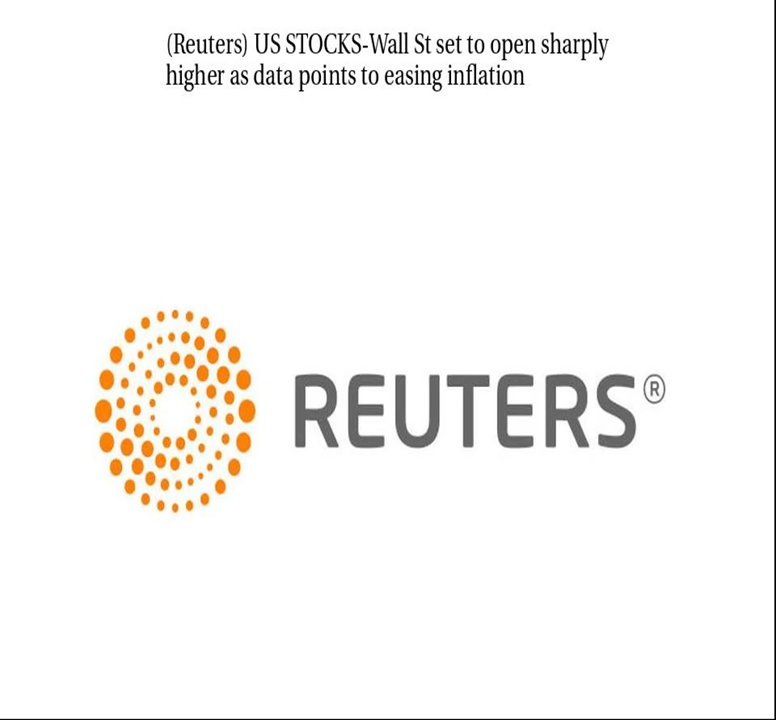 (Reuters) US STOCKS-Wall St set to open sharply
higher as data points to easing inflation
REUTERS®